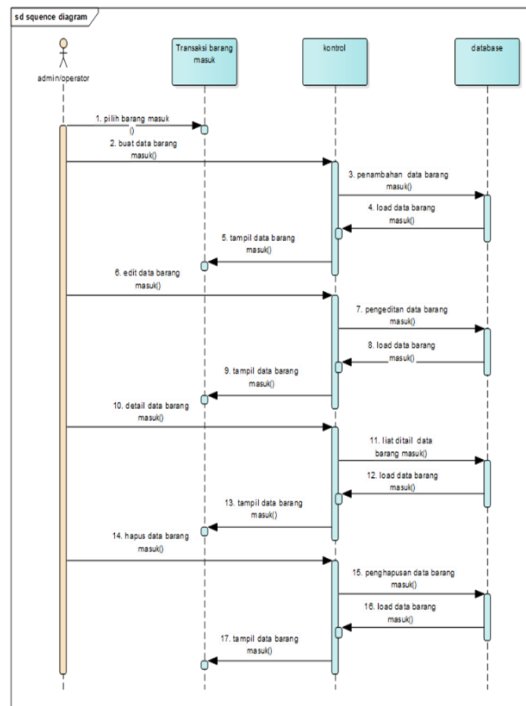 sd squence diagram
Transaksi barang
masuk
kontrol
database
admin/operator
1. pilih barang masuk
()
2. buat data barang
masuk()
3. penambahan data barang
masuk()
4. load data barang
masuk()
5. tampil data barang
masuk()
6. edit data barang
masuk()
7. pengeditan data barang
masuk()
8. load data barang
masuk()
9. tampil data barang
masuk()
10. detail data barang
masuk()
11. liat ditail data
barang masuk()
12. load data barang
masuk()
13. tampil data barang
masuk()
14. hapus data barang
masuk()
15. penghapusan data barang
masuk()
16. load data barang
masuk()
17. tampil data barang
masuk()